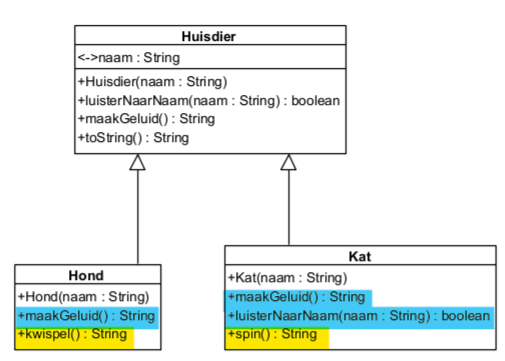 Huisdier
<->naam : String
+Huisdier(naam : String)
+luisterNaarNaam(naam : String) : boolean
+maakGeluid() : String
+toString() : String
Hond
+Hond(naam : String)
+maakGeluid() : String
+kwispel() : String
Kat
+Kat(naam : String)
+maakGeluid() : String
+luisterNaarNaam(naam : String) : boolean
+spin() : String